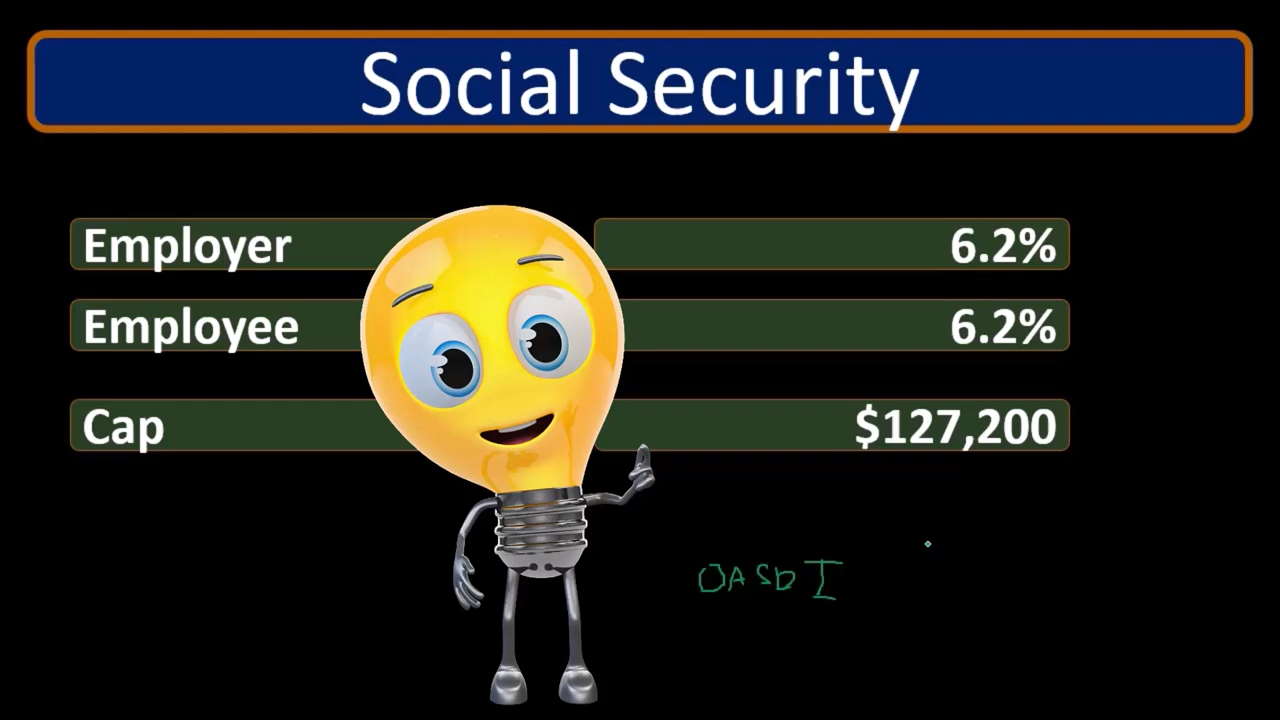 Social Security
Employer 6.2%
Employee 6.2%
Cap $127,200
OASDI